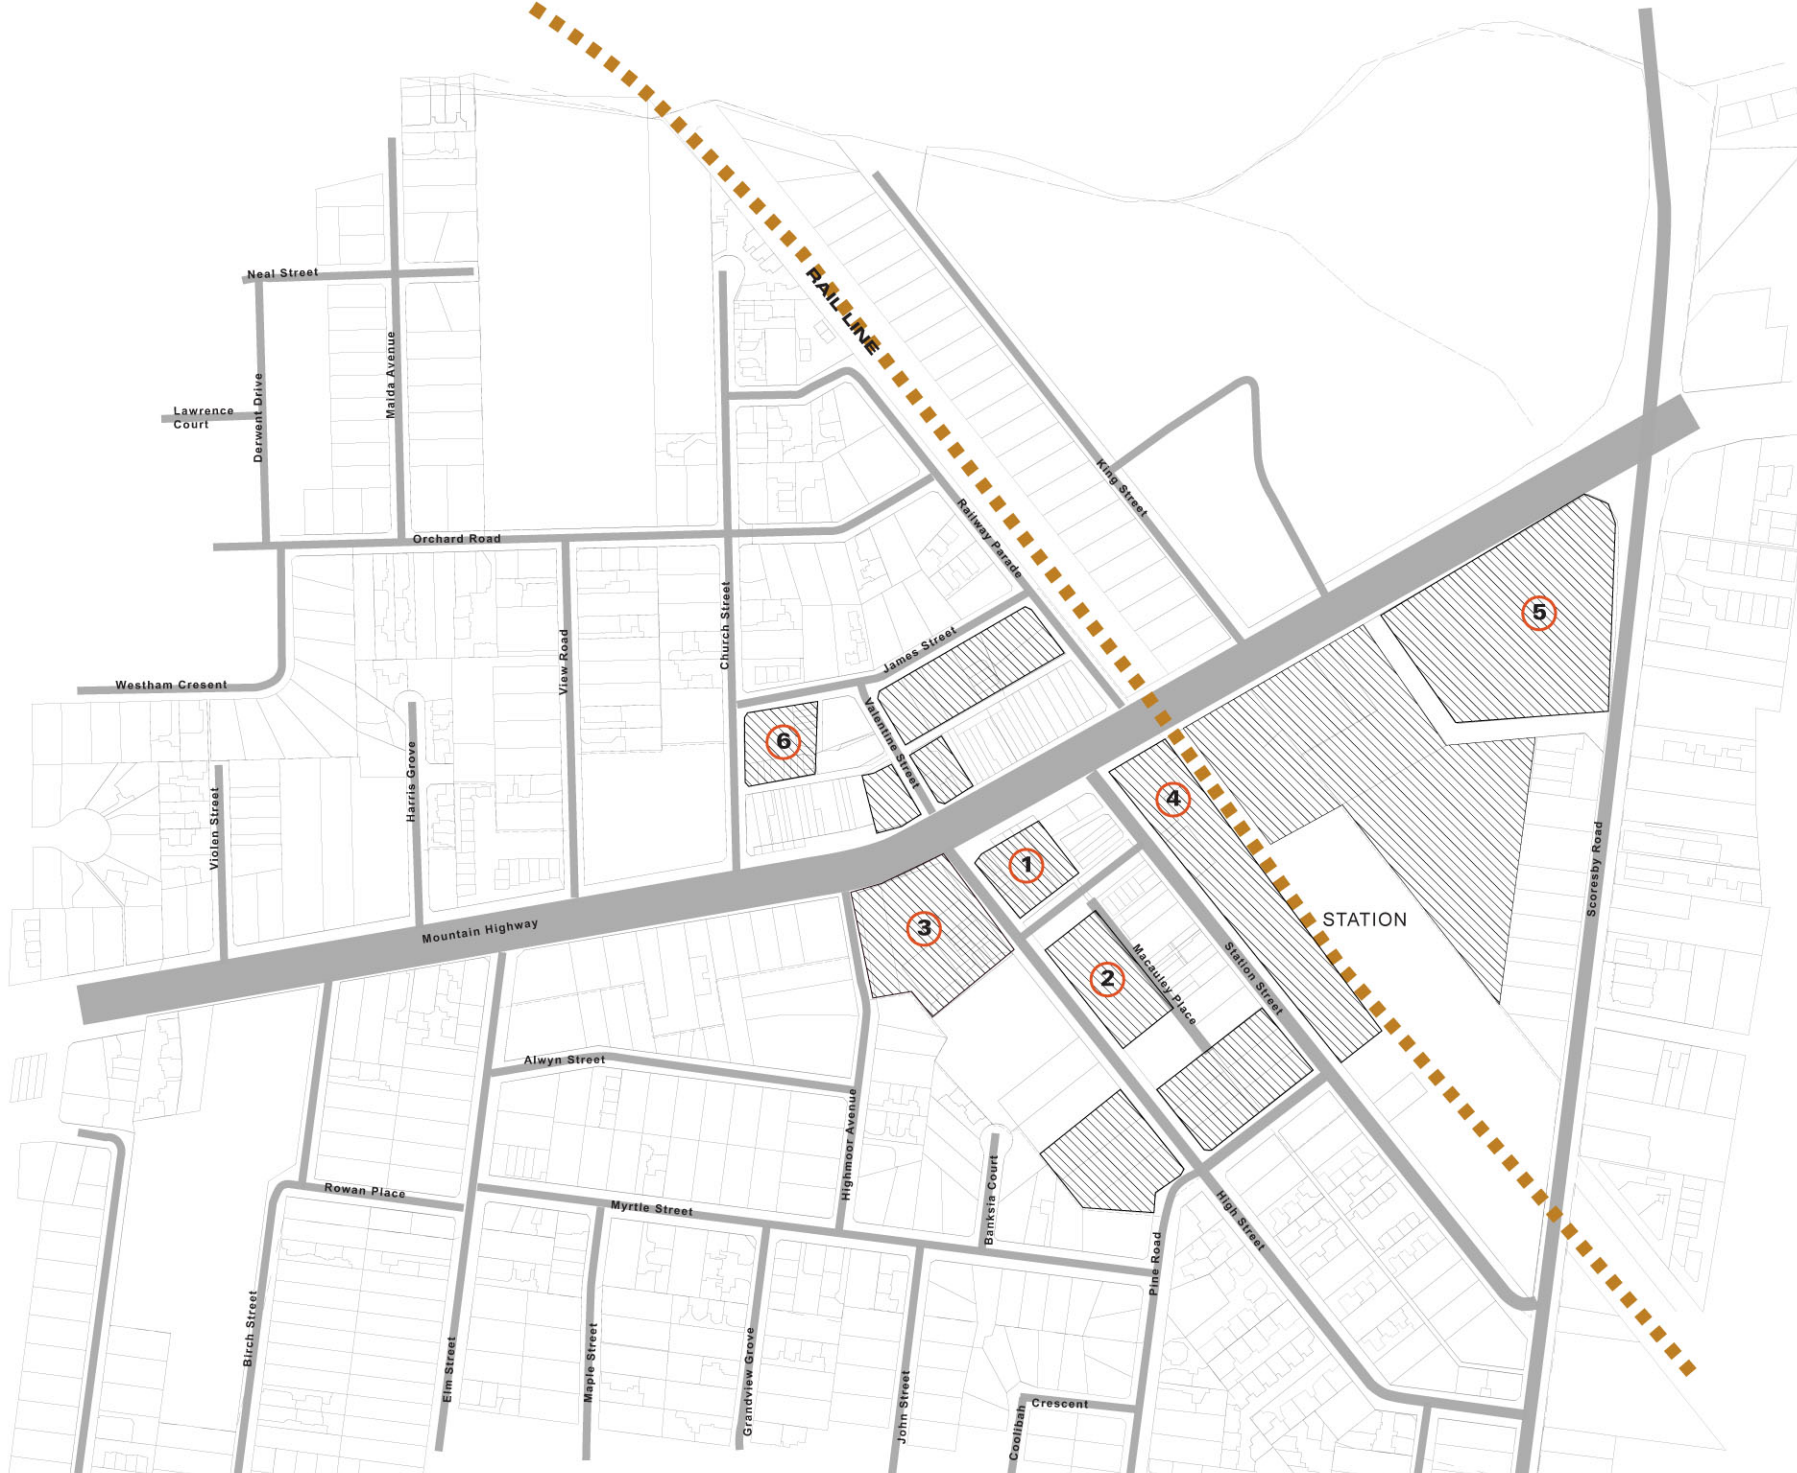 RAIL LINE
Neal Street
Maida Avenue
Derwent Drive
Lawrence
Court
King Street
Orchard Road
Railway Parade
Church Street
View Road
James Street
Westham Cresent
Valentine Street
Harris Grove
Violen Street
5
6
4
1
3
2
Mountain Highway
STATION
Scoresby Road
Macauley Place
Station Street
Alwyn Street
Highmoor Avenue
Banksia Court
Rowan Place
Myrtle Street
High Street
Pine Road
Birch Street
Elm Street
Maple Street
Grandview Grove
John Street
Coolibah
Crescent